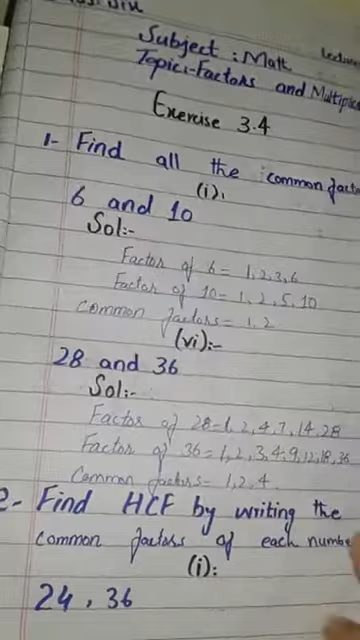 Subject : Math
Topic:- Factors and Multiples
Exercise 3.4
1- Find all the common factor
(i):
6 and 10
Sol:-
Factor of 6 = 1, 2, 3, 6
Factor of 10 = 1, 2, 5, 10
Common factors = 1, 2
(vi):-
28 and 36
Sol:-
Factor of 28 = 1, 2, 4, 7, 14, 28
Factor of 36 = 1, 2, 3, 4, 9, 12, 18, 36
Common factors = 1, 2, 4
2- Find HCF by writing the
common factors of each number
(i):
24 , 36